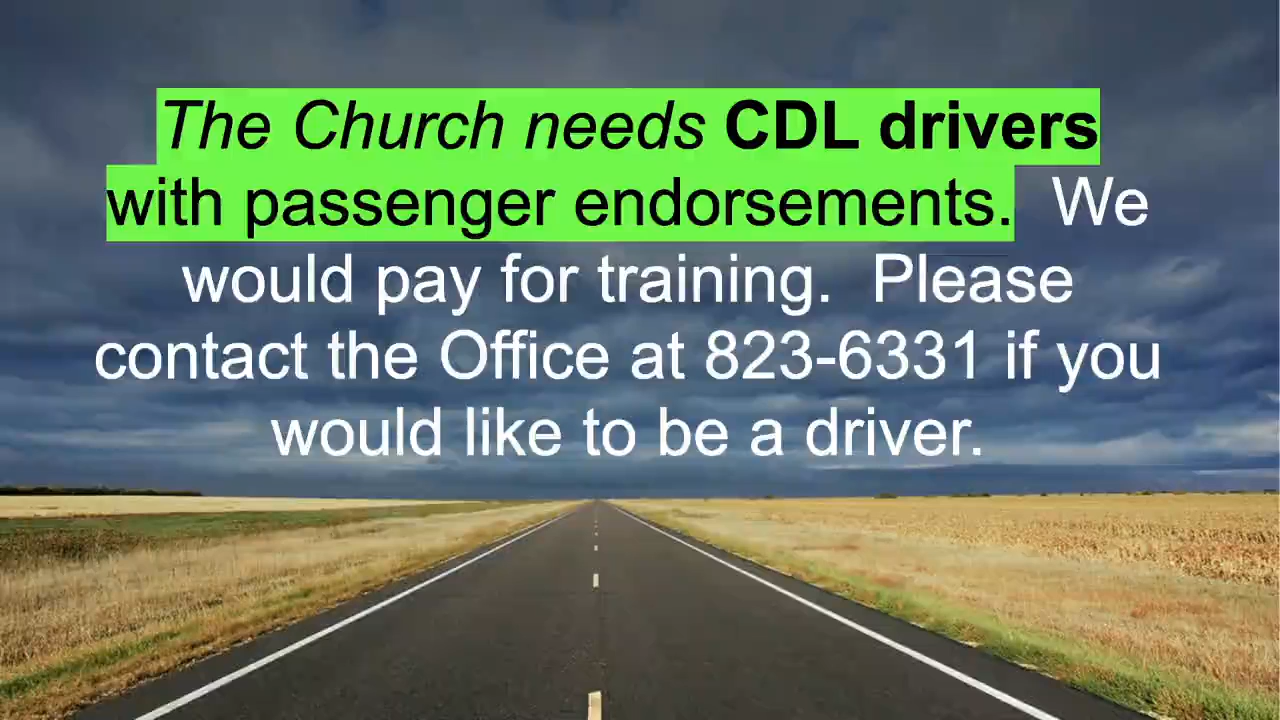 The Church needs CDL drivers
with passenger endorsements.  We
would pay for training.  Please
contact the Office at 823-6331 if you
would like to be a driver.